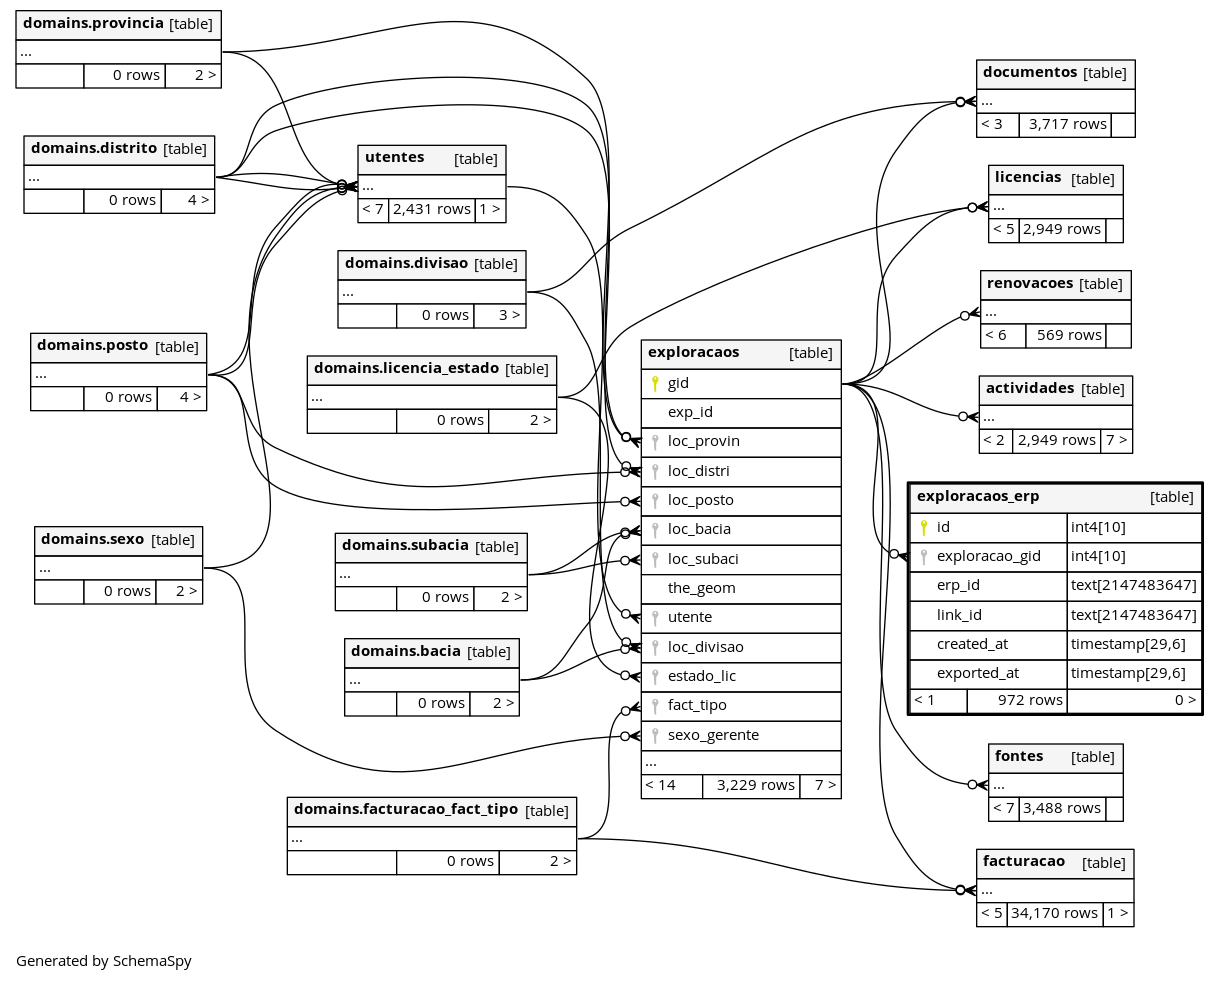 domains.provincia [table]
...
0 rows 2 >
domains.distrito [table]
...
0 rows 4 >
utentes [table]
...
< 7 2,431 rows 1 >
domains.divisao [table]
...
0 rows 3 >
domains.posto [table]
...
0 rows 4 >
domains.licencia_estado [table]
...
0 rows 2 >
domains.sexo [table]
...
0 rows 2 >
domains.subacia [table]
...
0 rows 2 >
domains.bacia [table]
...
0 rows 2 >
domains.facturacao_fact_tipo [table]
...
0 rows 2 >
exploracaos [table]
gid
exp_id
loc_provin
loc_distri
loc_posto
loc_bacia
loc_subaci
the_geom
utente
loc_divisao
estado_lic
fact_tipo
sexo_gerente
...
< 14 3,229 rows 7 >
documentos [table]
...
< 3 3,717 rows
licencias [table]
...
< 5 2,949 rows
renovacoes [table]
...
< 6 569 rows
actividades [table]
...
< 2 2,949 rows 7 >
exploracaos_erp [table]
id int4[10]
exploracao_gid int4[10]
erp_id text[2147483647]
link_id text[2147483647]
created_at timestamp[29,6]
exported_at timestamp[29,6]
< 1 972 rows 0 >
fontes [table]
...
< 7 3,488 rows
facturacao [table]
...
< 5 34,170 rows 1 >
Generated by SchemaSpy